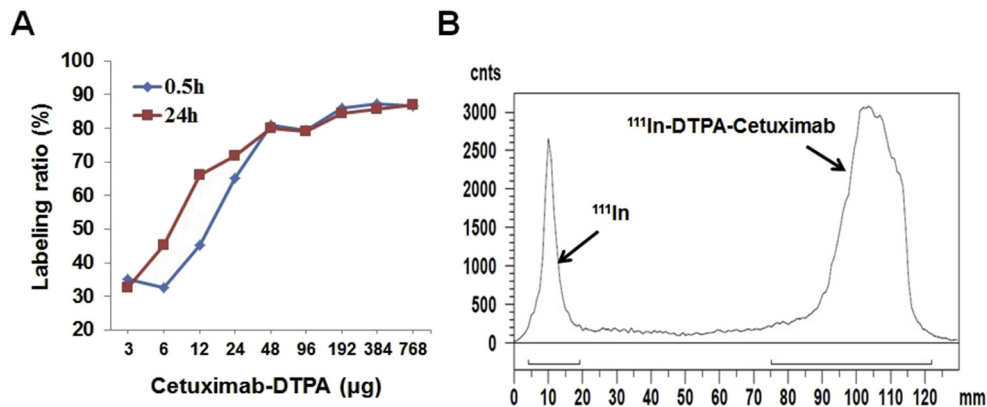 A
Labeling ratio (%)
100
90
80
70
60
50
40
30
20
0.5h
24h
3 6 12 24 48 96 192 384 768
Cetuximab-DTPA (μg)
B
cnts
3000
2500
2000
1500
1000
500
0
¹¹¹In
¹¹¹In-DTPA-Cetuximab
0 10 20 30 40 50 60 70 80 90 100 110 120 mm